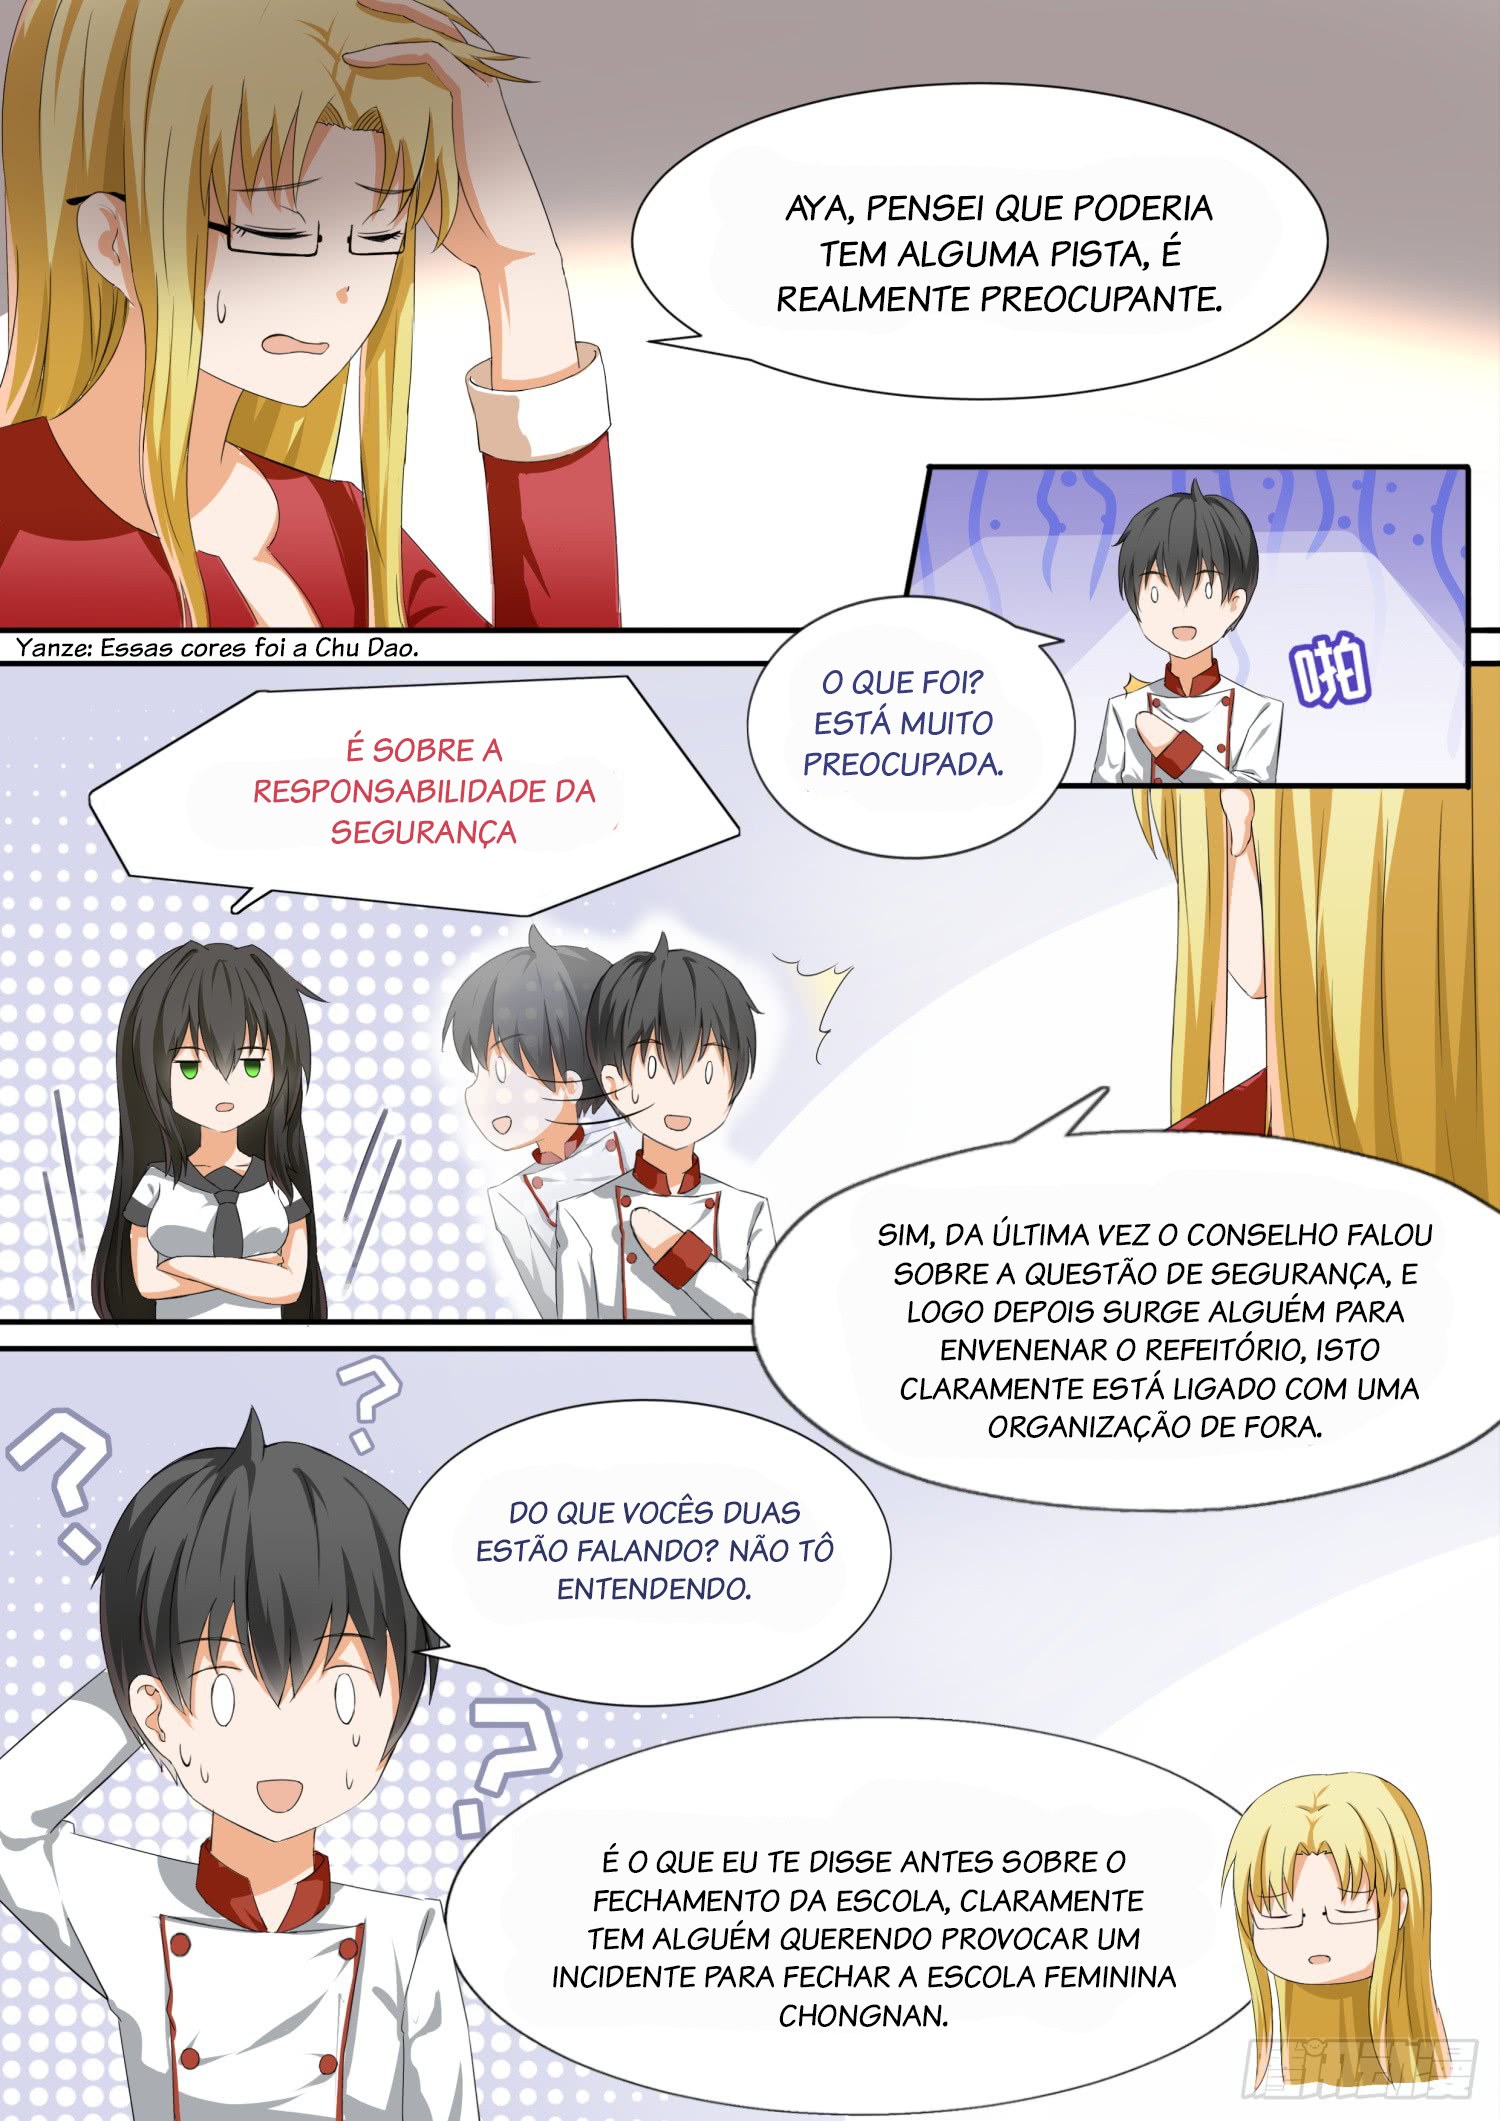 AYA, PENSEI QUE PODERIA
TEM ALGUMA PISTA, É
REALMENTE PREOCUPANTE.
啪
Yanze: Essas cores foi a Chu Dao.
O QUE FOI?
ESTÁ MUITO
PREOCUPADA.
É SOBRE A
RESPONSABILIDADE DA
SEGURANÇA
SIM, DA ÚLTIMA VEZ O CONSELHO FALOU
SOBRE A QUESTÃO DE SEGURANÇA, E
LOGO DEPOIS SURGE ALGUÉM PARA
ENVENENAR O REFEITÓRIO, ISTO
CLARAMENTE ESTÁ LIGADO COM UMA
ORGANIZAÇÃO DE FORA.
?
?
DO QUE VOCÊS DUAS
ESTÃO FALANDO? NÃO TÔ
ENTENDENDO.
?
É O QUE EU TE DISSE ANTES SOBRE O
FECHAMENTO DA ESCOLA, CLARAMENTE
TEM ALGUÉM QUERENDO PROVOCAR UM
INCIDENTE PARA FECHAR A ESCOLA FEMININA
CHONGNAN.